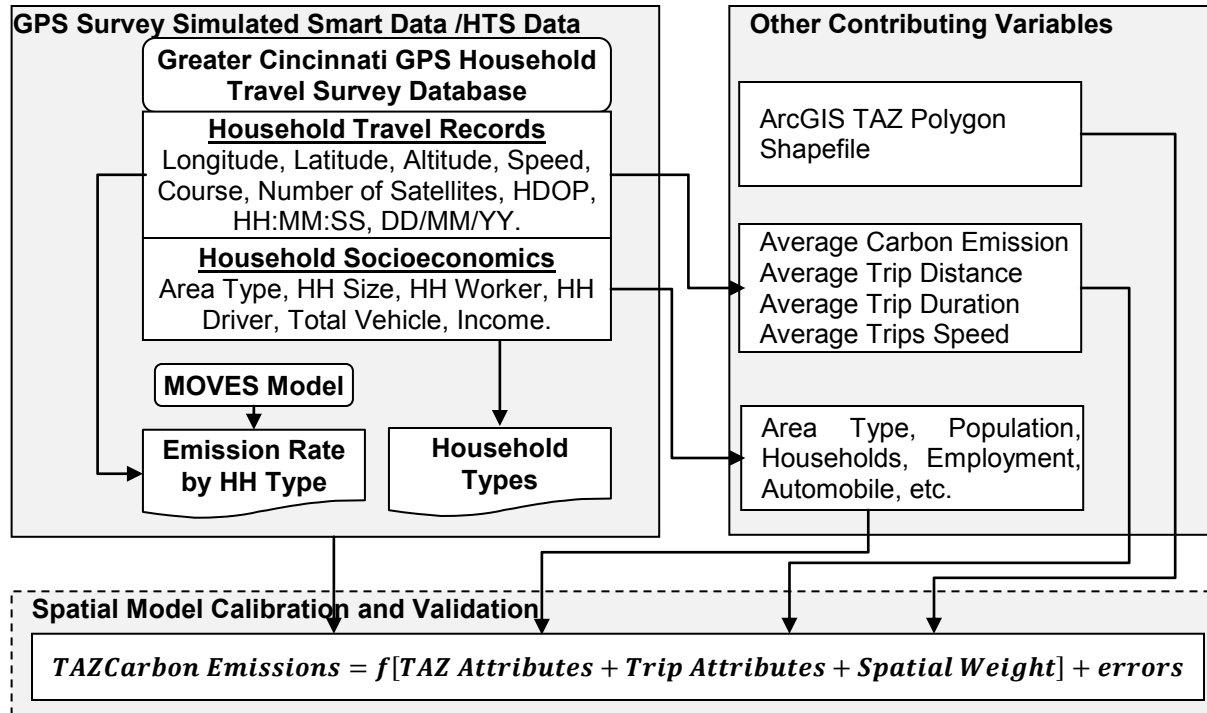 GPS Survey Simulated Smart Data /HTS Data
Greater Cincinnati GPS Household
Travel Survey Database
Household Travel Records
Longitude, Latitude, Altitude, Speed,
Course, Number of Satellites, HDOP,
HH:MM:SS, DD/MM/YY.
Household Socioeconomics
Area Type, HH Size, HH Worker, HH
Driver, Total Vehicle, Income.
MOVES Model
Emission Rate
by HH Type
Household
Types
Other Contributing Variables
ArcGIS TAZ Polygon
Shapefile
Average Carbon Emission
Average Trip Distance
Average Trip Duration
Average Trips Speed
Area Type, Population,
Households, Employment,
Automobile, etc.
Spatial Model Calibration and Validation
TAZCarbon Emissions = f[TAZ Attributes + Trip Attributes + Spatial Weight] + errors